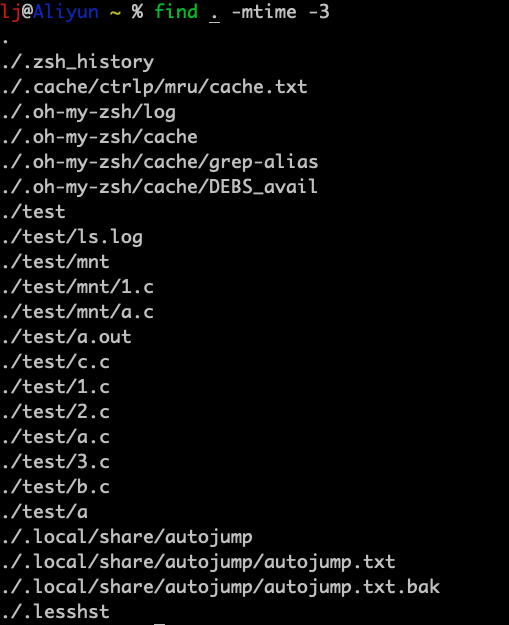 lj@Aliyun ~ % find . -mtime -3
.
./.zsh_history
./.cache/ctrlp/mru/cache.txt
./.oh-my-zsh/log
./.oh-my-zsh/cache
./.oh-my-zsh/cache/grep-alias
./.oh-my-zsh/cache/DEBS_avail
./test
./test/ls.log
./test/mnt
./test/mnt/1.c
./test/mnt/a.c
./test/a.out
./test/c.c
./test/1.c
./test/2.c
./test/a.c
./test/3.c
./test/b.c
./test/a
./.local/share/autojump
./.local/share/autojump/autojump.txt
./.local/share/autojump/autojump.txt.bak
./.lesshst